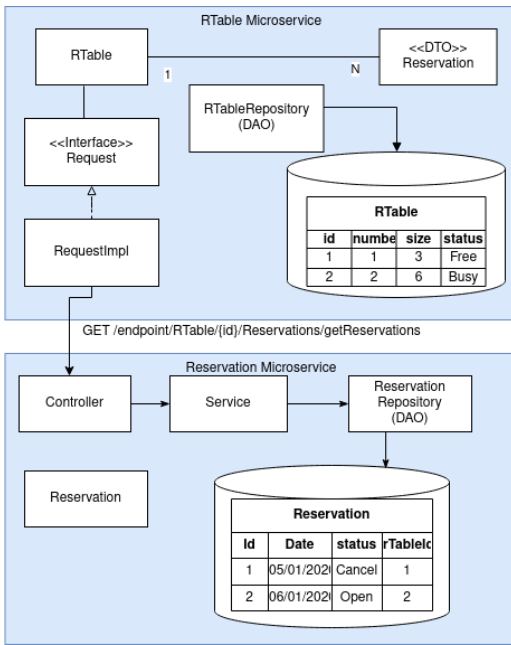 RTable Microservice
RTable
1
N
<<DTO>>
Reservation
RTableRepository
(DAO)
<<Interface>>
Request
RequestImpl
RTable
id numbe size status
1 1 3 Free
2 2 6 Busy
GET /endpoint/RTable/{id}/Reservations/getReservations
Reservation Microservice
Controller
Service
Reservation
Repository
(DAO)
Reservation
Reservation
Id Date status rTableId
1 05/01/202 Cancel 1
2 06/01/202 Open 2